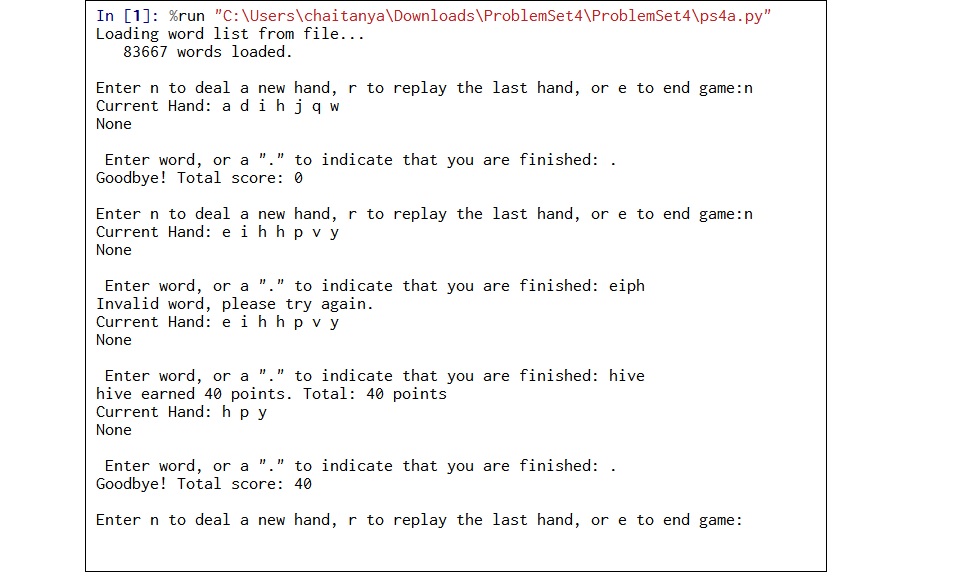 In [1]: %run "C:\Users\chaitanya\Downloads\ProblemSet4\ProblemSet4\ps4a.py"
Loading word list from file...
   83667 words loaded.
Enter n to deal a new hand, r to replay the last hand, or e to end game:n
Current Hand: a d i h j q w
None
 Enter word, or a "." to indicate that you are finished: .
Goodbye! Total score: 0
Enter n to deal a new hand, r to replay the last hand, or e to end game:n
Current Hand: e i h h p v y
None
 Enter word, or a "." to indicate that you are finished: eiph
Invalid word, please try again.
Current Hand: e i h h p v y
None
 Enter word, or a "." to indicate that you are finished: hive
hive earned 40 points. Total: 40 points
Current Hand: h p y
None
 Enter word, or a "." to indicate that you are finished: .
Goodbye! Total score: 40
Enter n to deal a new hand, r to replay the last hand, or e to end game: